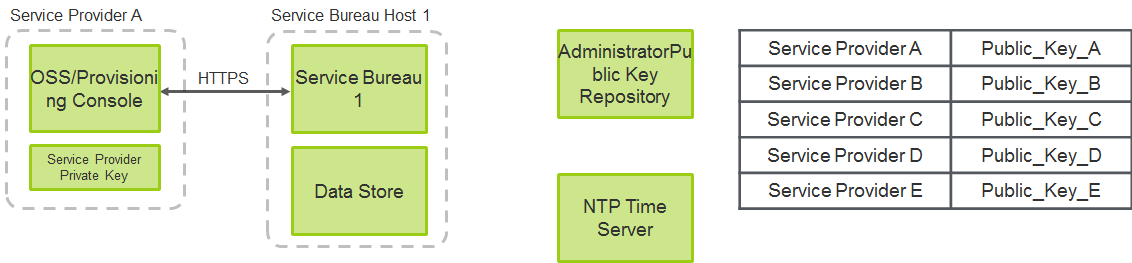 Service Provider A
OSS/Provisioni
ng Console
Service Provider
Private Key
HTTPS
Service Bureau Host 1
Service Bureau
1
Data Store
AdministratorPu
blic Key
Repository
NTP Time
Server
Service Provider A Public_Key_A
Service Provider B Public_Key_B
Service Provider C Public_Key_C
Service Provider D Public_Key_D
Service Provider E Public_Key_E